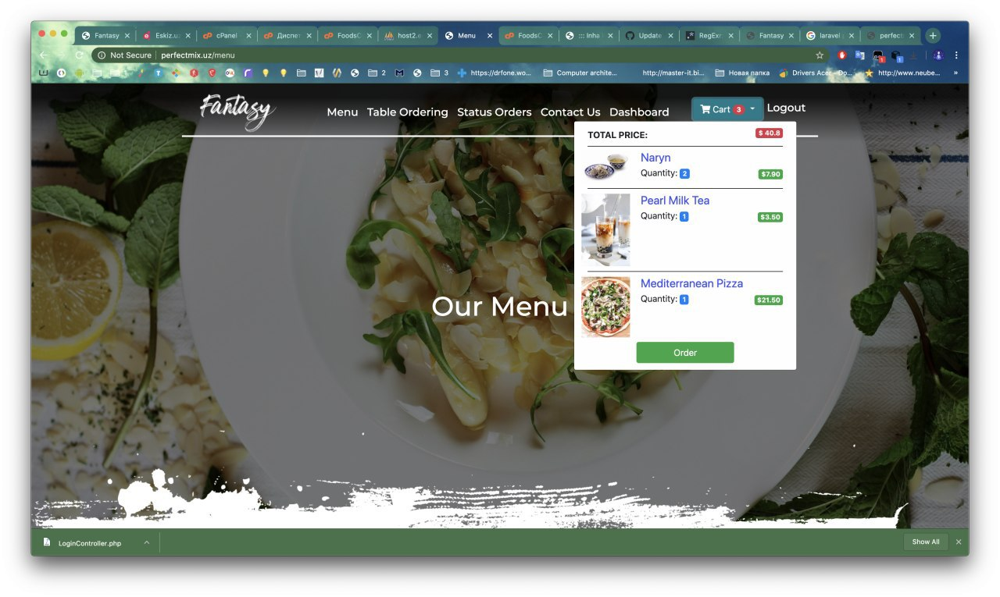 Fantasy
Eskiz.u
cPanel
Диспет
FoodsC
host2.e
Menu
FoodsC
::: Inha
Update
RegExr
Fantasy
laravel
perfect
Not Secure | perfectmix.uz/menu
2
3
https://drfone.wo...
Computer archite...
http://master-it.bi...
Новая папка
Drivers Acer - Do...
http://www.neube...
»
Fantasy
Menu Table Ordering Status Orders Contact Us Dashboard Cart 3 Logout
TOTAL PRICE: $ 40.8
Naryn
Quantity: 2 $7.90
Pearl Milk Tea
Quantity: 1 $3.50
Mediterranean Pizza
Quantity: 1 $21.50
Order
Our Menu
LoginController.php
Show All